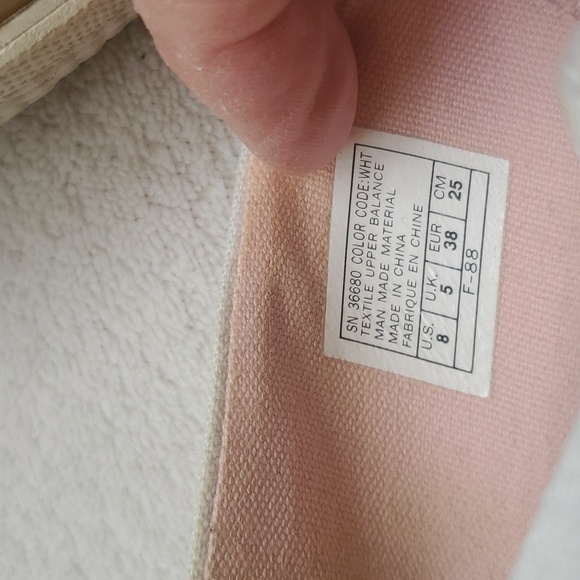 SN 36680 COLOR CODE:WHT
TEXTILE UPPER BALANCE
MAN MADE MATERIAL
MADE IN CHINA
FABRIQUE EN CHINE
U.S. U.K. EUR CM
8 5 38 25
F-88